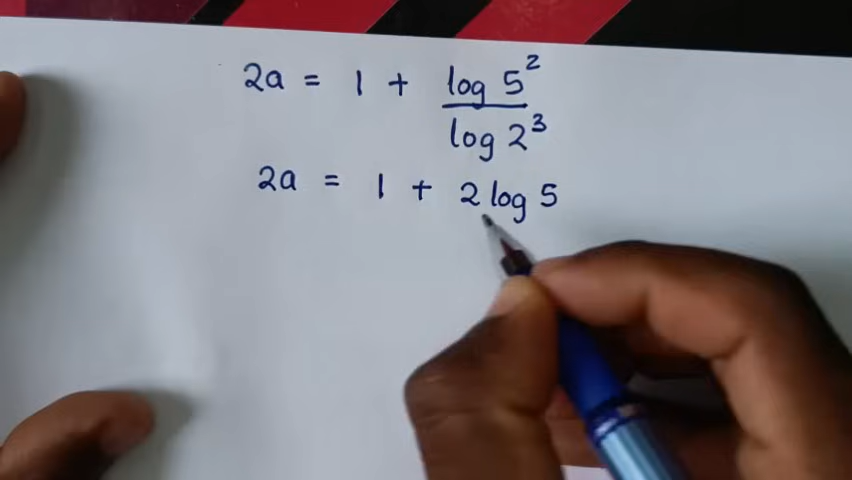 2a = 1 + log 5² / log 2³
2a = 1 + 2 log 5